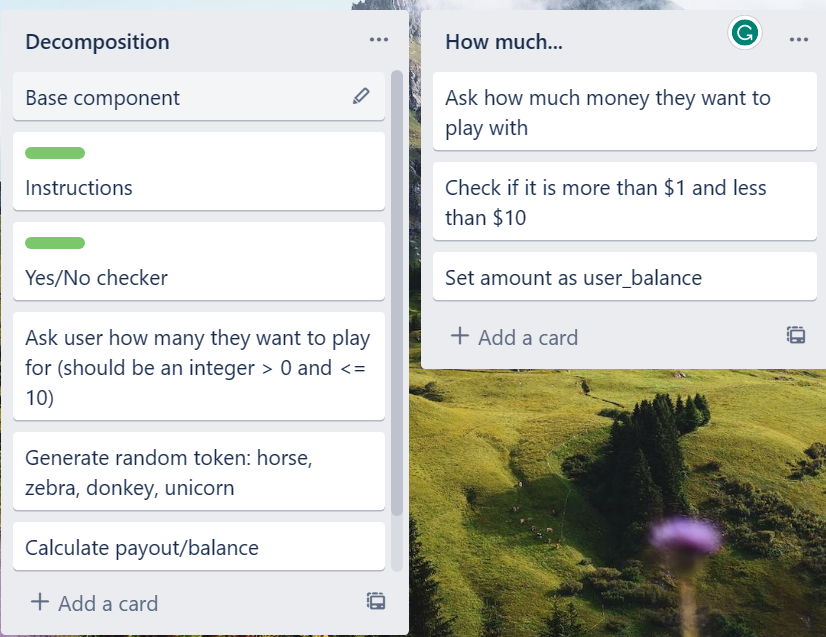 Decomposition
Base component
Instructions
Yes/No checker
Ask user how many they want to play
for (should be an integer > 0 and <=
10)
Generate random token: horse,
zebra, donkey, unicorn
Calculate payout/balance
+ Add a card
How much...
Ask how much money they want to
play with
Check if it is more than $1 and less
than $10
Set amount as user_balance
+ Add a card